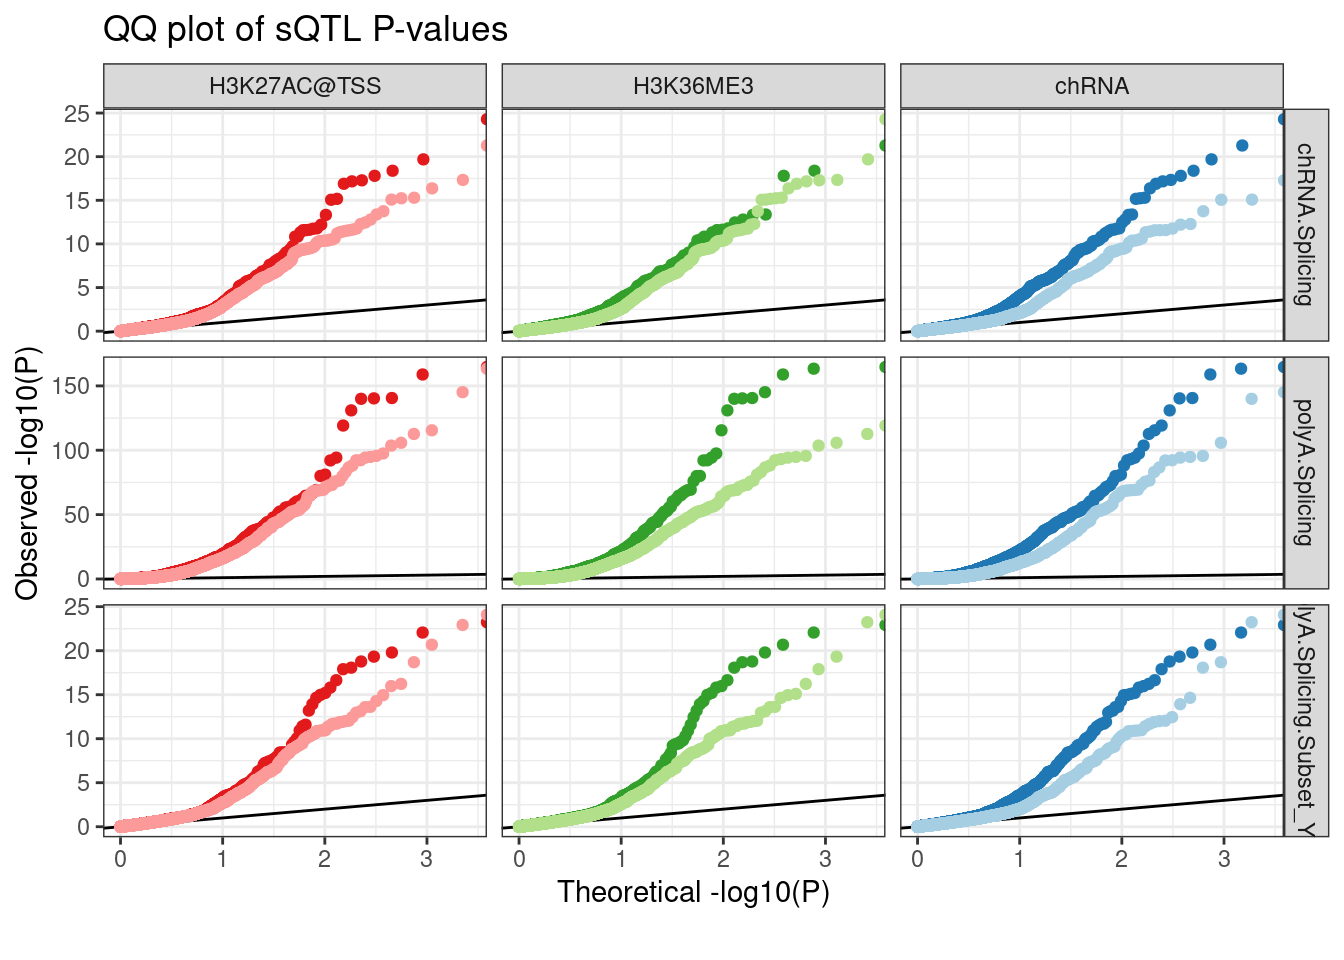 QQ plot of sQTL P-values
H3K27AC@TSS
H3K36ME3
chRNA
25
20
15
10
5
0
chRNA.Splicing
150
100
50
0
polyA.Splicing
25
20
15
10
5
0
lyA.Splicing.Subset_Y
0 1 2 3
0 1 2 3
0 1 2 3
Observed -log10(P)
Theoretical -log10(P)